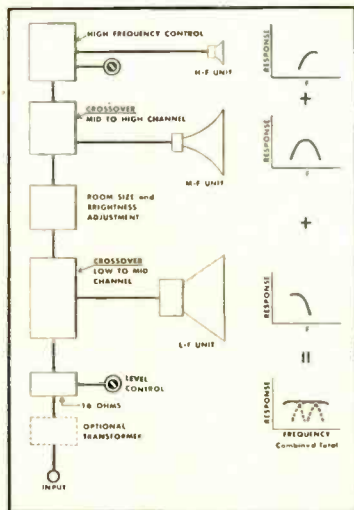 HIGH FREQUENCY CONTROL
H-F UNIT
RESPONSE
f
+
CROSSOVER
MID TO HIGH CHANNEL
M-F UNIT
RESPONSE
f
+
ROOM SIZE and
BRIGHTNESS
ADJUSTMENT
CROSSOVER
LOW TO MID
CHANNEL
L-F UNIT
RESPONSE
f
=
LEVEL
CONTROL
16 OHMS
OPTIONAL
TRANSFORMER
INPUT
RESPONSE
FREQUENCY
Combined Total